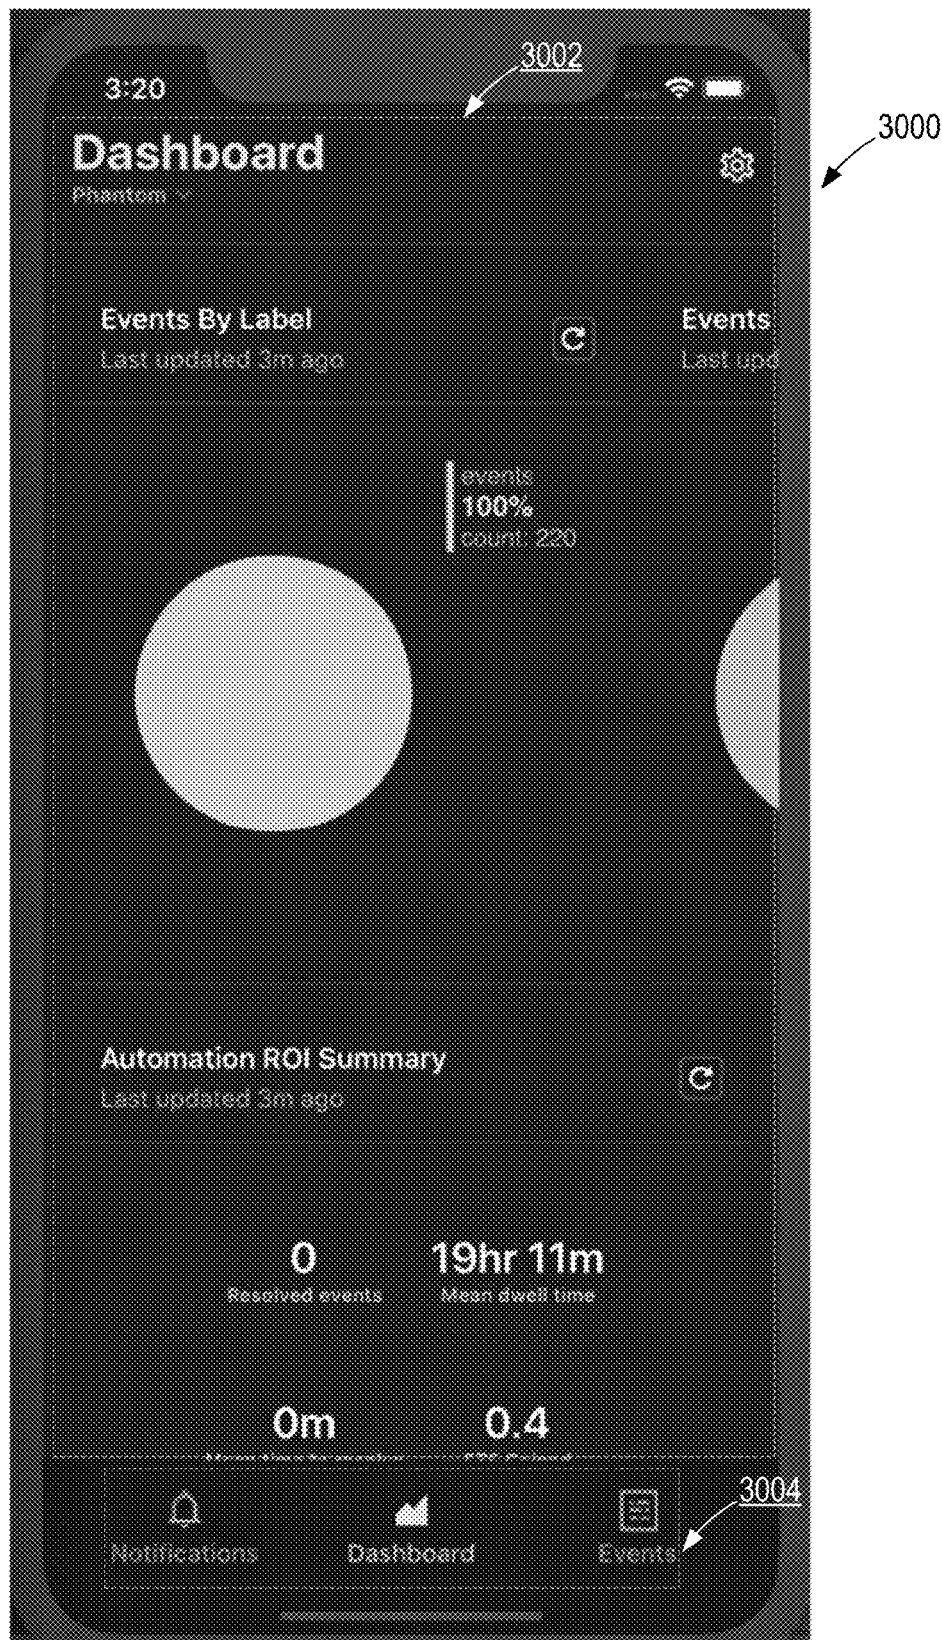 3002
3:20
3000
Dashboard
Phantom
Events By Label
Last updated 3m ago
Events
Last upd
events
100%
count: 220
Automation ROI Summary
Last updated 3m ago
0
19hr 11m
Resolved events
Mean dwell time
0m
0.4
3004
Notifications
Dashboard
Events